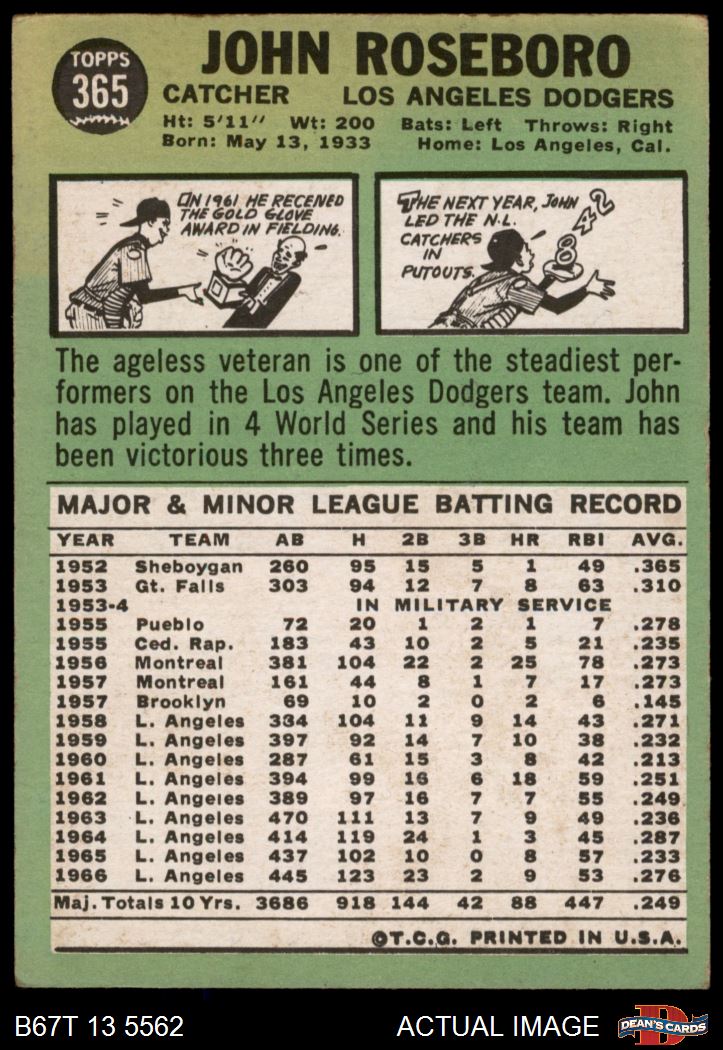 TOPPS
365
JOHN ROSEBORO
CATCHER LOS ANGELES DODGERS
Ht: 5'11" Wt: 200 Bats: Left Throws: Right
Born: May 13, 1933 Home: Los Angeles, Cal.
IN 1961 HE RECEIVED
THE GOLD GLOVE
AWARD IN FIELDING.
THE NEXT YEAR, JOHN
LED THE N.L.
CATCHERS
IN
PUTOUTS.
842
The ageless veteran is one of the steadiest per-
formers on the Los Angeles Dodgers team. John
has played in 4 World Series and his team has
been victorious three times.
MAJOR & MINOR LEAGUE BATTING RECORD
YEAR TEAM AB H 2B 3B HR RBI AVG.
1952 Sheboygan 260 95 15 5 1 49 .365
1953 Gt. Falls 303 94 12 7 8 63 .310
1953-4 IN MILITARY SERVICE
1955 Pueblo 72 20 1 2 1 7 .278
1955 Ced. Rap. 183 43 10 2 5 21 .235
1956 Montreal 381 104 22 2 25 78 .273
1957 Montreal 161 44 8 1 7 17 .273
1957 Brooklyn 69 10 2 0 2 6 .145
1958 L. Angeles 334 104 11 9 14 43 .271
1959 L. Angeles 397 92 14 7 10 38 .232
1960 L. Angeles 287 61 15 3 8 42 .213
1961 L. Angeles 394 99 16 6 18 59 .251
1962 L. Angeles 389 97 16 7 7 55 .249
1963 L. Angeles 470 111 13 7 9 49 .236
1964 L. Angeles 414 119 24 1 3 45 .287
1965 L. Angeles 437 102 10 0 8 57 .233
1966 L. Angeles 445 123 23 2 9 53 .276
Maj. Totals 10 Yrs. 3686 918 144 42 88 447 .249
©T.C.G. PRINTED IN U.S.A.
B67T 13 5562 ACTUAL IMAGE DEAN'S CARDS